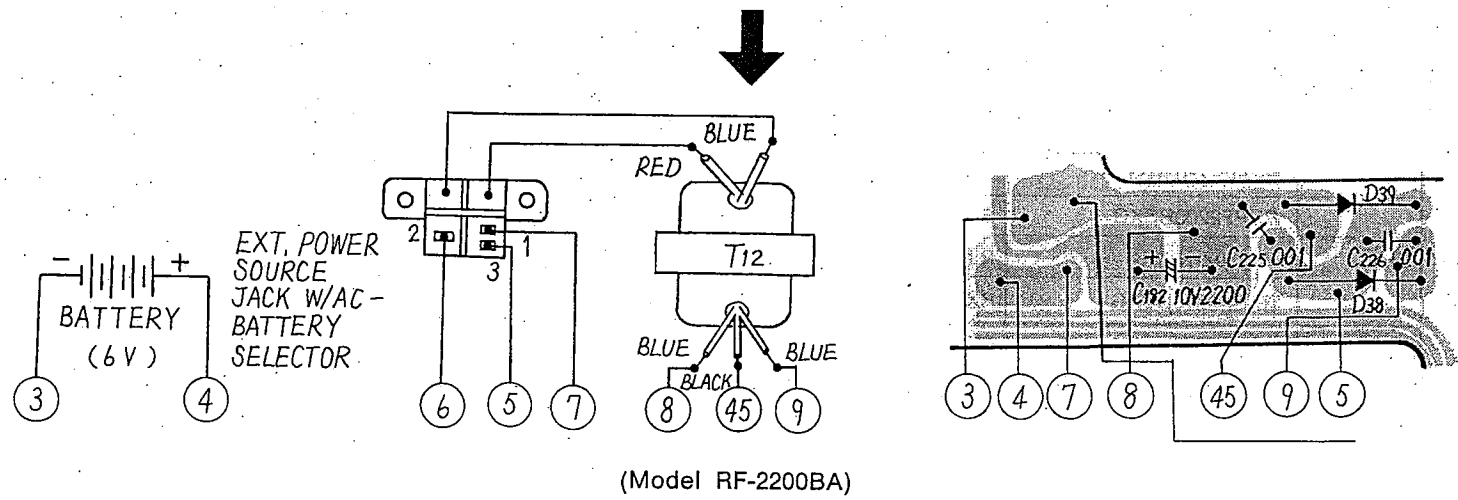 BLUE
RED
T12
2
1
3
EXT. POWER
SOURCE
JACK W/AC-
BATTERY
SELECTOR
- +
BATTERY
(6V)
3
4
6
5
7
BLUE
BLACK
BLUE
8
45
9
D39
C225 001
C226 .001
+ -
C192 10V2200
D38
3
4
7
8
45
9
5
(Model RF-2200BA)